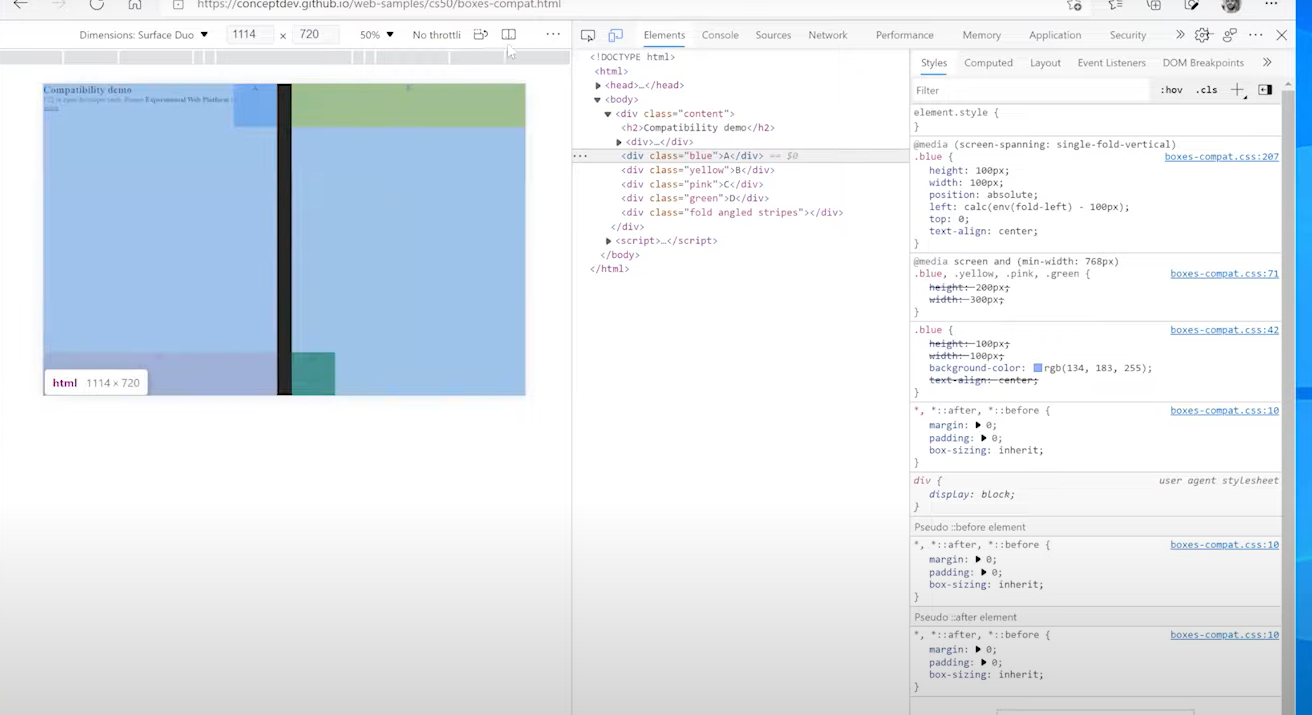 https://conceptdev.github.io/web-samples/cs50/boxes-compat.html
Dimensions: Surface Duo ▼ 1114 x 720 50% ▼ No throttli
Elements Console Sources Network Performance Memory Application Security
Compatibility demo
Experimental Web Platform
A
B
html 1114 × 720
<!DOCTYPE html>
<html>
<head>…</head>
<body>
<div class="content">
<h2>Compatibility demo</h2>
<div>…</div>
<div class="blue">A</div> == $0
<div class="yellow">B</div>
<div class="pink">C</div>
<div class="green">D</div>
<div class="fold angled stripes"></div>
</div>
<script>…</script>
</body>
</html>
Styles Computed Layout Event Listeners DOM Breakpoints
Filter :hov .cls
element.style {
}
@media (screen-spanning: single-fold-vertical)
.blue { boxes-compat.css:207
height: 100px;
width: 100px;
position: absolute;
left: calc(env(fold-left) - 100px);
top: 0;
text-align: center;
}
@media screen and (min-width: 768px)
.blue, .yellow, .pink, .green { boxes-compat.css:71
height: 200px;
width: 300px;
}
.blue { boxes-compat.css:42
height: 100px;
width: 100px;
background-color: rgb(134, 183, 255);
text-align: center;
}
*, *::after, *::before { boxes-compat.css:10
margin: 0;
padding: 0;
box-sizing: inherit;
}
div { user agent stylesheet
display: block;
}
Pseudo ::before element
*, *::after, *::before { boxes-compat.css:10
margin: 0;
padding: 0;
box-sizing: inherit;
}
Pseudo ::after element
*, *::after, *::before { boxes-compat.css:10
margin: 0;
padding: 0;
box-sizing: inherit;
}